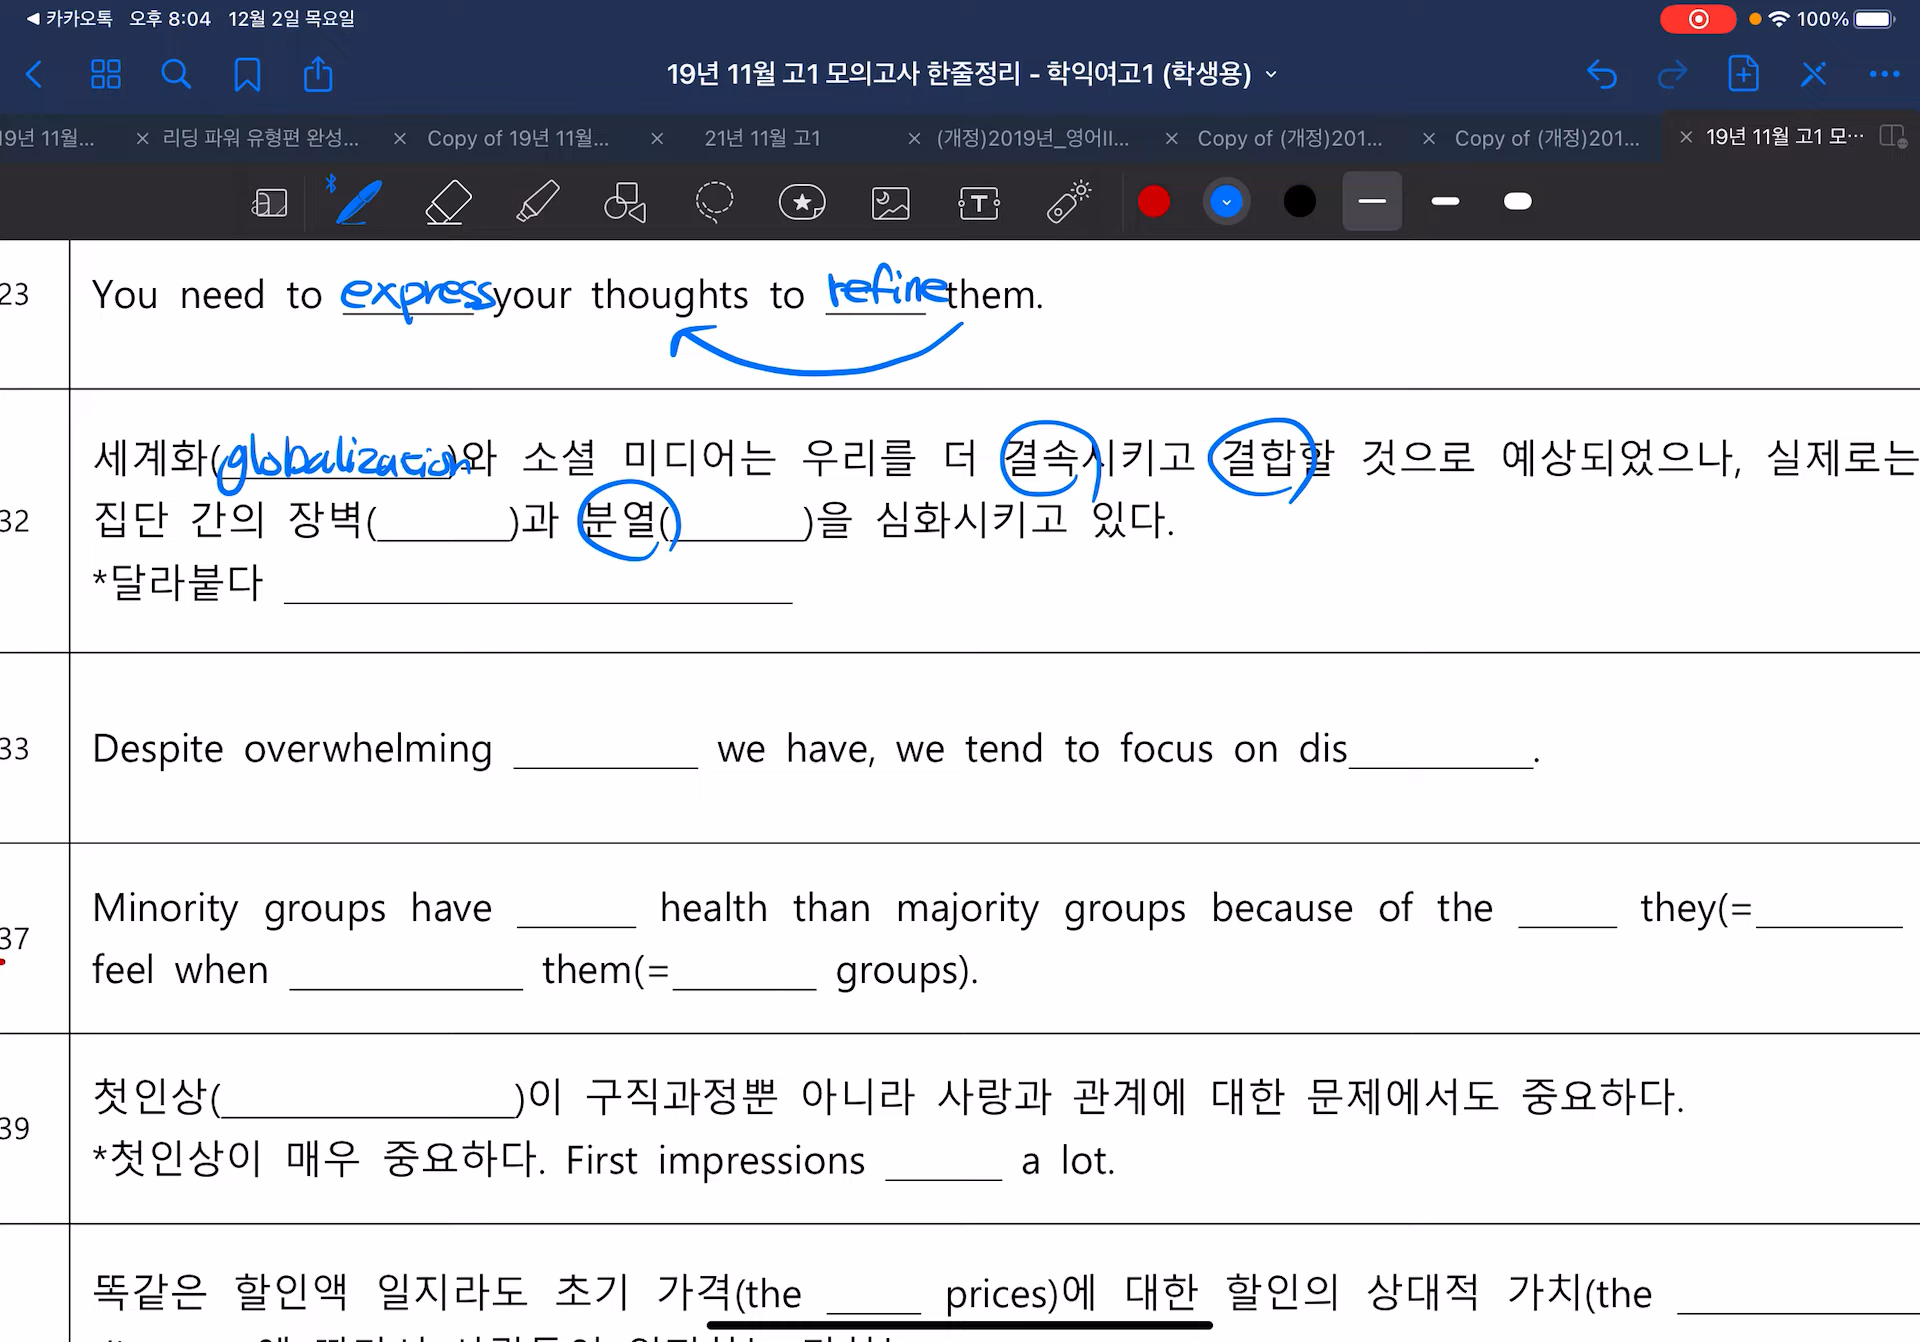 ◀ 카카오톡 오후 8:04 12월 2일 목요일 100%
19년 11월 고1 모의고사 한줄정리 - 학익여고1 (학생용)
19년 11월... × 리딩 파워 유형편 완성... × Copy of 19년 11월... × 21년 11월 고1 × (개정)2019년_영어II... × Copy of (개정)201... × Copy of (개정)201... × 19년 11월 고1 모...
23 You need to express your thoughts to refine them.
세계화(globalization)와 소셜 미디어는 우리를 더 결속시키고 결합할 것으로 예상되었으나, 실제로는
32 집단 간의 장벽(______)과 분열(______)을 심화시키고 있다.
*달라붙다 ______
33 Despite overwhelming ______ we have, we tend to focus on dis______.
Minority groups have ______ health than majority groups because of the ______ they(=______
37 feel when ______ them(=______ groups).
첫인상(______)이 구직과정뿐 아니라 사랑과 관계에 대한 문제에서도 중요하다.
39
*첫인상이 매우 중요하다. First impressions ______ a lot.
똑같은 할인액 일지라도 초기 가격(the ______ prices)에 대한 할인의 상대적 가치(the ______